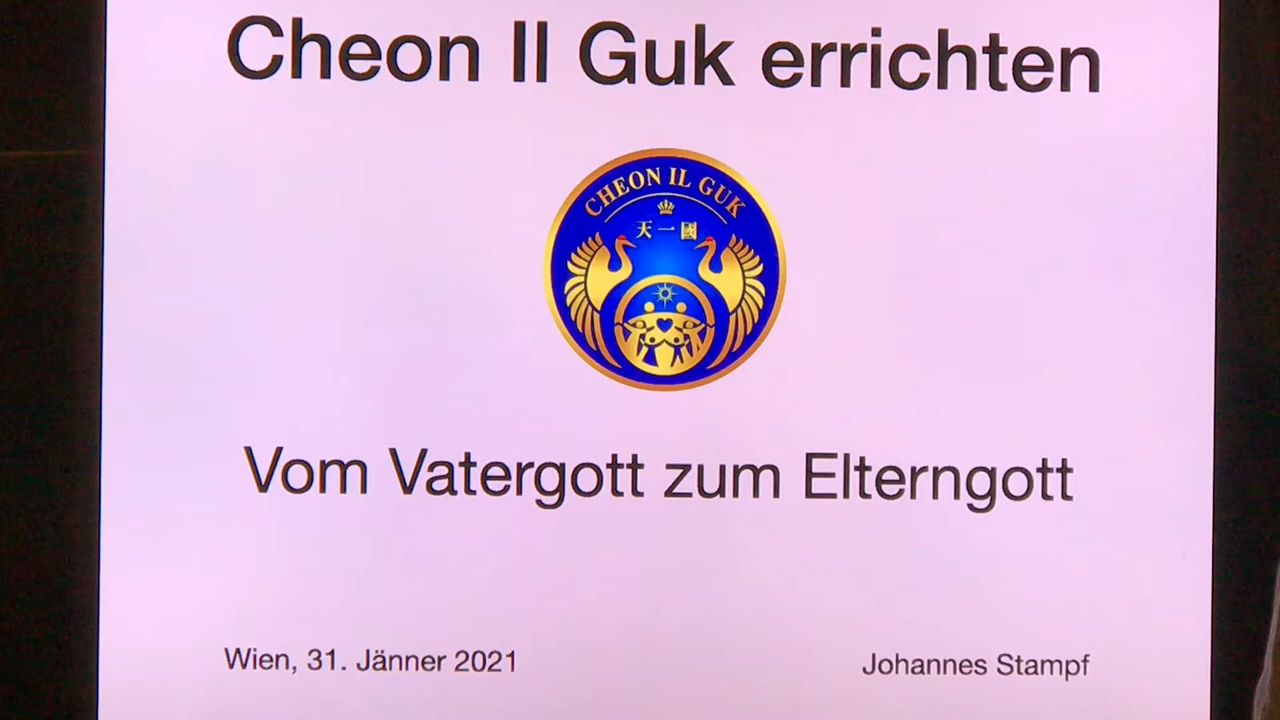 Cheon Il Guk errichten
CHEON IL GUK
天一國
Vom Vatergott zum Elterngott
Wien, 31. Jänner 2021
Johannes Stampf